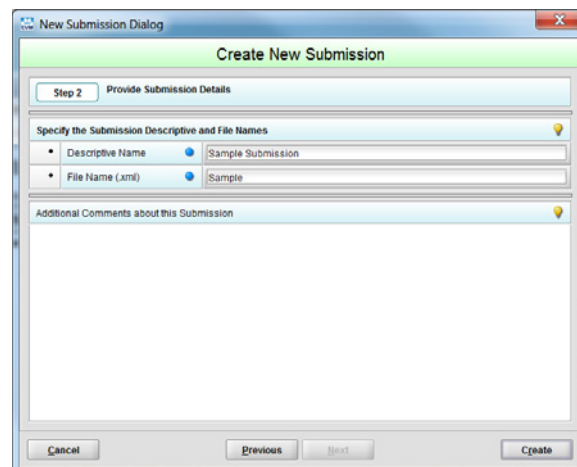 New Submission Dialog
Create New Submission
Step 2 Provide Submission Details
Specify the Submission Descriptive and File Names
• Descriptive Name Sample Submission
• File Name (.xml) Sample
Additional Comments about this Submission
Cancel Previous Next Create